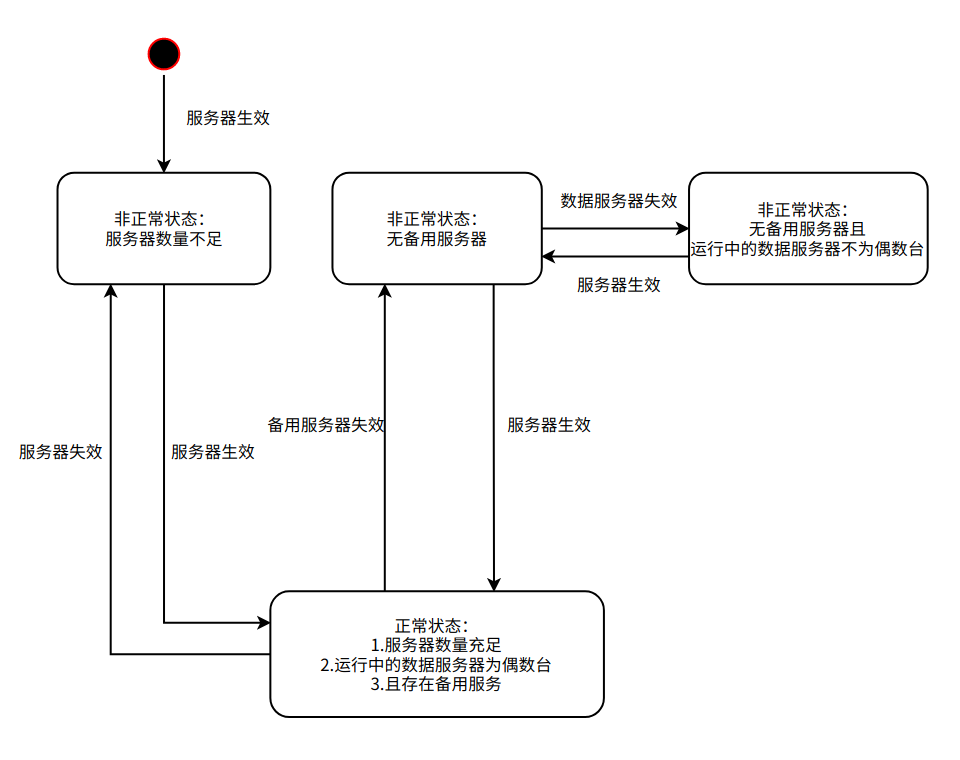 服务器生效
非正常状态：
服务器数量不足
非正常状态：
无备用服务器
数据服务器失效
服务器生效
非正常状态：
无备用服务器且
运行中的数据服务器不为偶数台
服务器失效
服务器生效
备用服务器失效
服务器生效
正常状态：
1.服务器数量充足
2.运行中的数据服务器为偶数台
3.且存在备用服务